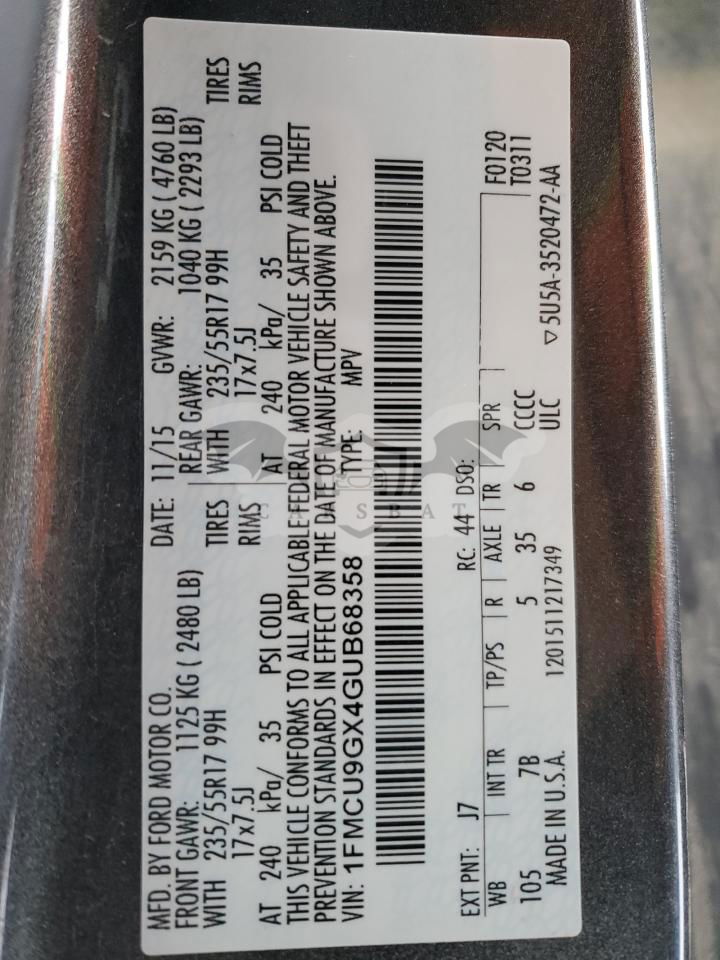 MFD. BY FORD MOTOR CO. DATE: 11/15 GVWR: 2159 KG ( 4760 LB)
FRONT GAWR: 1125 KG ( 2480 LB) REAR GAWR: 1040 KG ( 2293 LB)
WITH 235/55R17 99H TIRES WITH 235/55R17 99H TIRES
17x7.5J RIMS 17x7.5J RIMS
AT 240 kPa/ 35 PSI COLD AT 240 kPa/ 35 PSI COLD
THIS VEHICLE CONFORMS TO ALL APPLICABLE FEDERAL MOTOR VEHICLE SAFETY AND THEFT
PREVENTION STANDARDS IN EFFECT ON THE DATE OF MANUFACTURE SHOWN ABOVE.
VIN: 1FMCU9GX4GUB68358 TYPE: MPV
CARSBAT
EXT PNT: J7 RC: 44 DSO: F0120
WB INT TR TP/PS R AXLE TR SPR T0311
105 7B 5 35 6 CCCC
ULC
MADE IN U.S.A. 1201511217349 ▽5U5A-3520472-AA